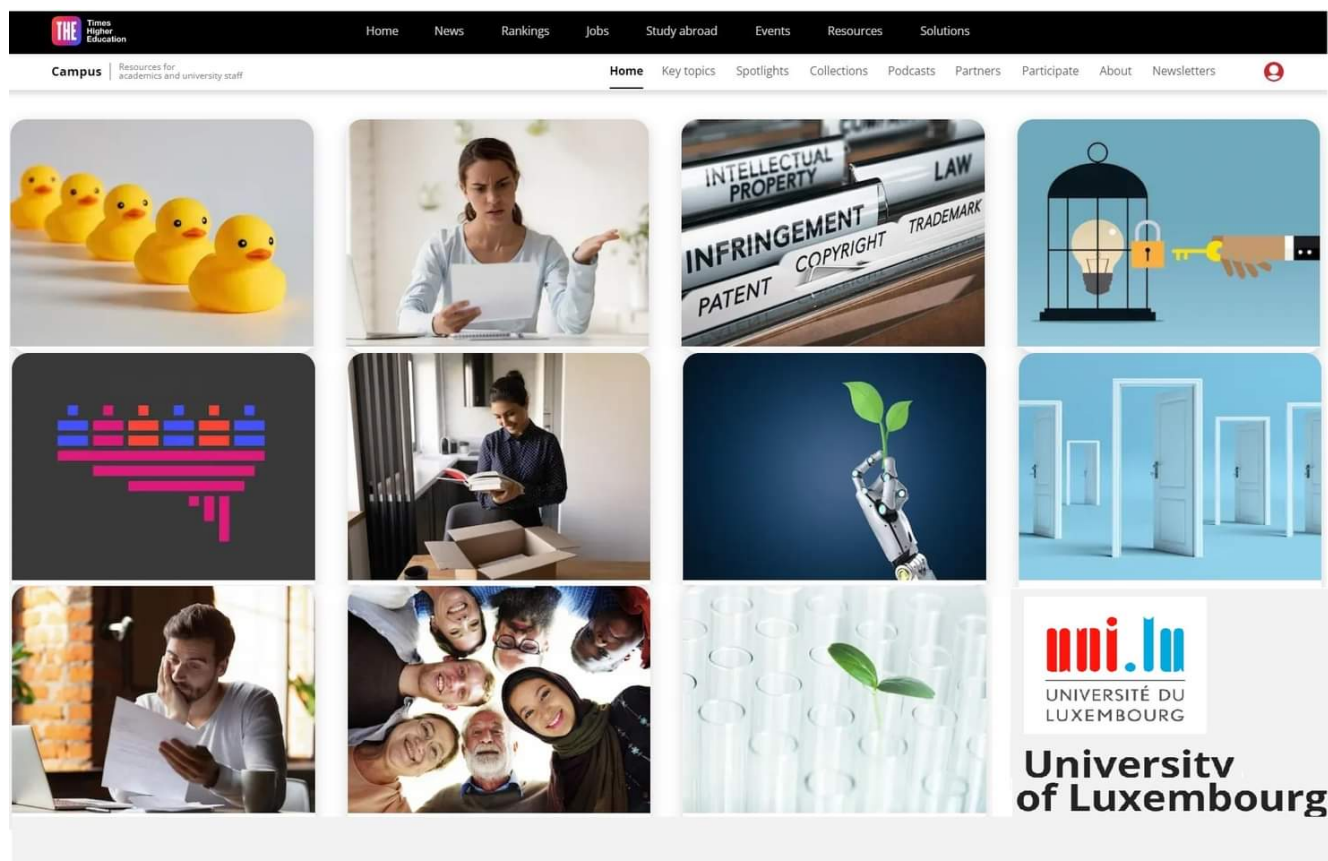 THE Times
Higher
Education
Home News Rankings Jobs Study abroad Events Resources Solutions
Campus Resources for
academics and university staff
Home Key topics Spotlights Collections Podcasts Partners Participate About Newsletters
INTELLECTUAL
PROPERTY
LAW
INFRINGEMENT
TRADEMARK
COPYRIGHT
PATENT
uni.lu
UNIVERSITÉ DU
LUXEMBOURG
University
of Luxembourg